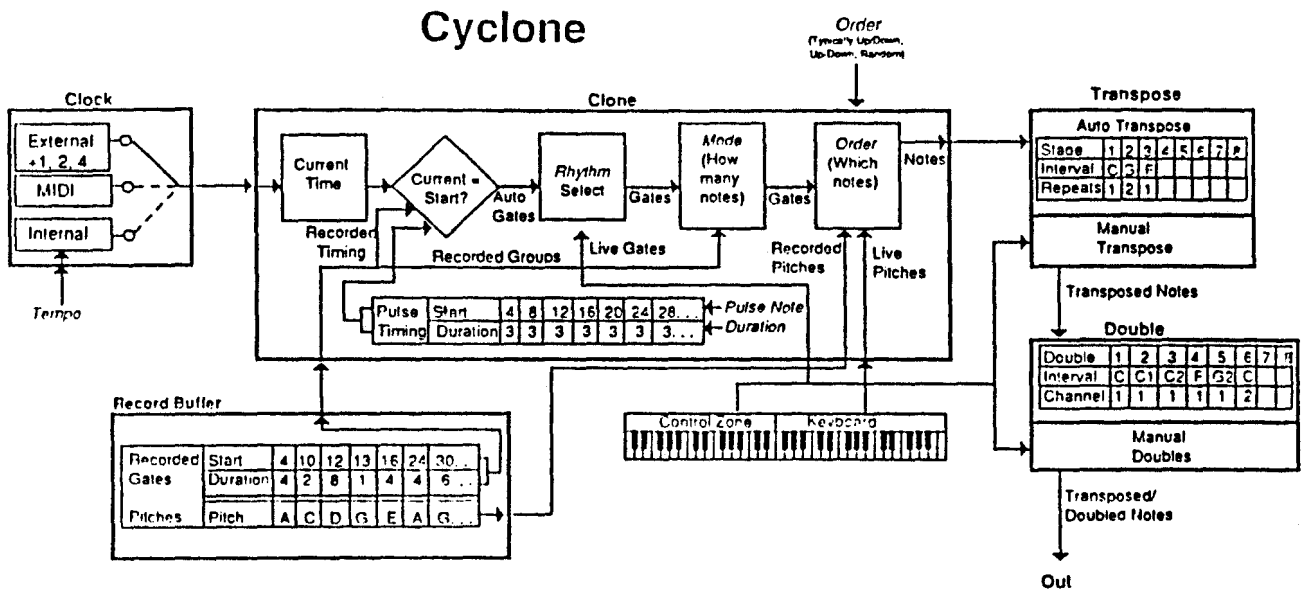 Cyclone
Order
(Typically Up/Down,
Up-Down, Random)
Clock
External
÷1, 2, 4
MIDI
Internal
Tempo
Clone
Current
Time
Current =
Start?
Auto
Gates
Rhythm
Select
Gates
Mode
(How
many
notes)
Gates
Order
(Which
notes)
Notes
Recorded
Timing
Recorded Groups
Live Gates
Recorded
Pitches
Live
Pitches
Pulse Start 4 8 12 16 20 24 28...
Timing Duration 3 3 3 3 3 3 3...
Pulse Note
Duration
Transpose
Auto Transpose
Stage 1 2 3 4 5 6 7 8
Interval C G F
Repeats 1 2 1
Manual
Transpose
Transposed Notes
Double
Double 1 2 3 4 5 6 7 8
Interval C C1 C2 F G2 C
Channel 1 1 1 1 1 2
Manual
Doubles
Transposed/
Doubled Notes
Out
Record Buffer
Recorded Start 4 10 12 13 16 24 30...
Gates Duration 4 2 8 1 4 4 6...
Pitches Pitch A C D G E A G...
Control Zone Keyboard